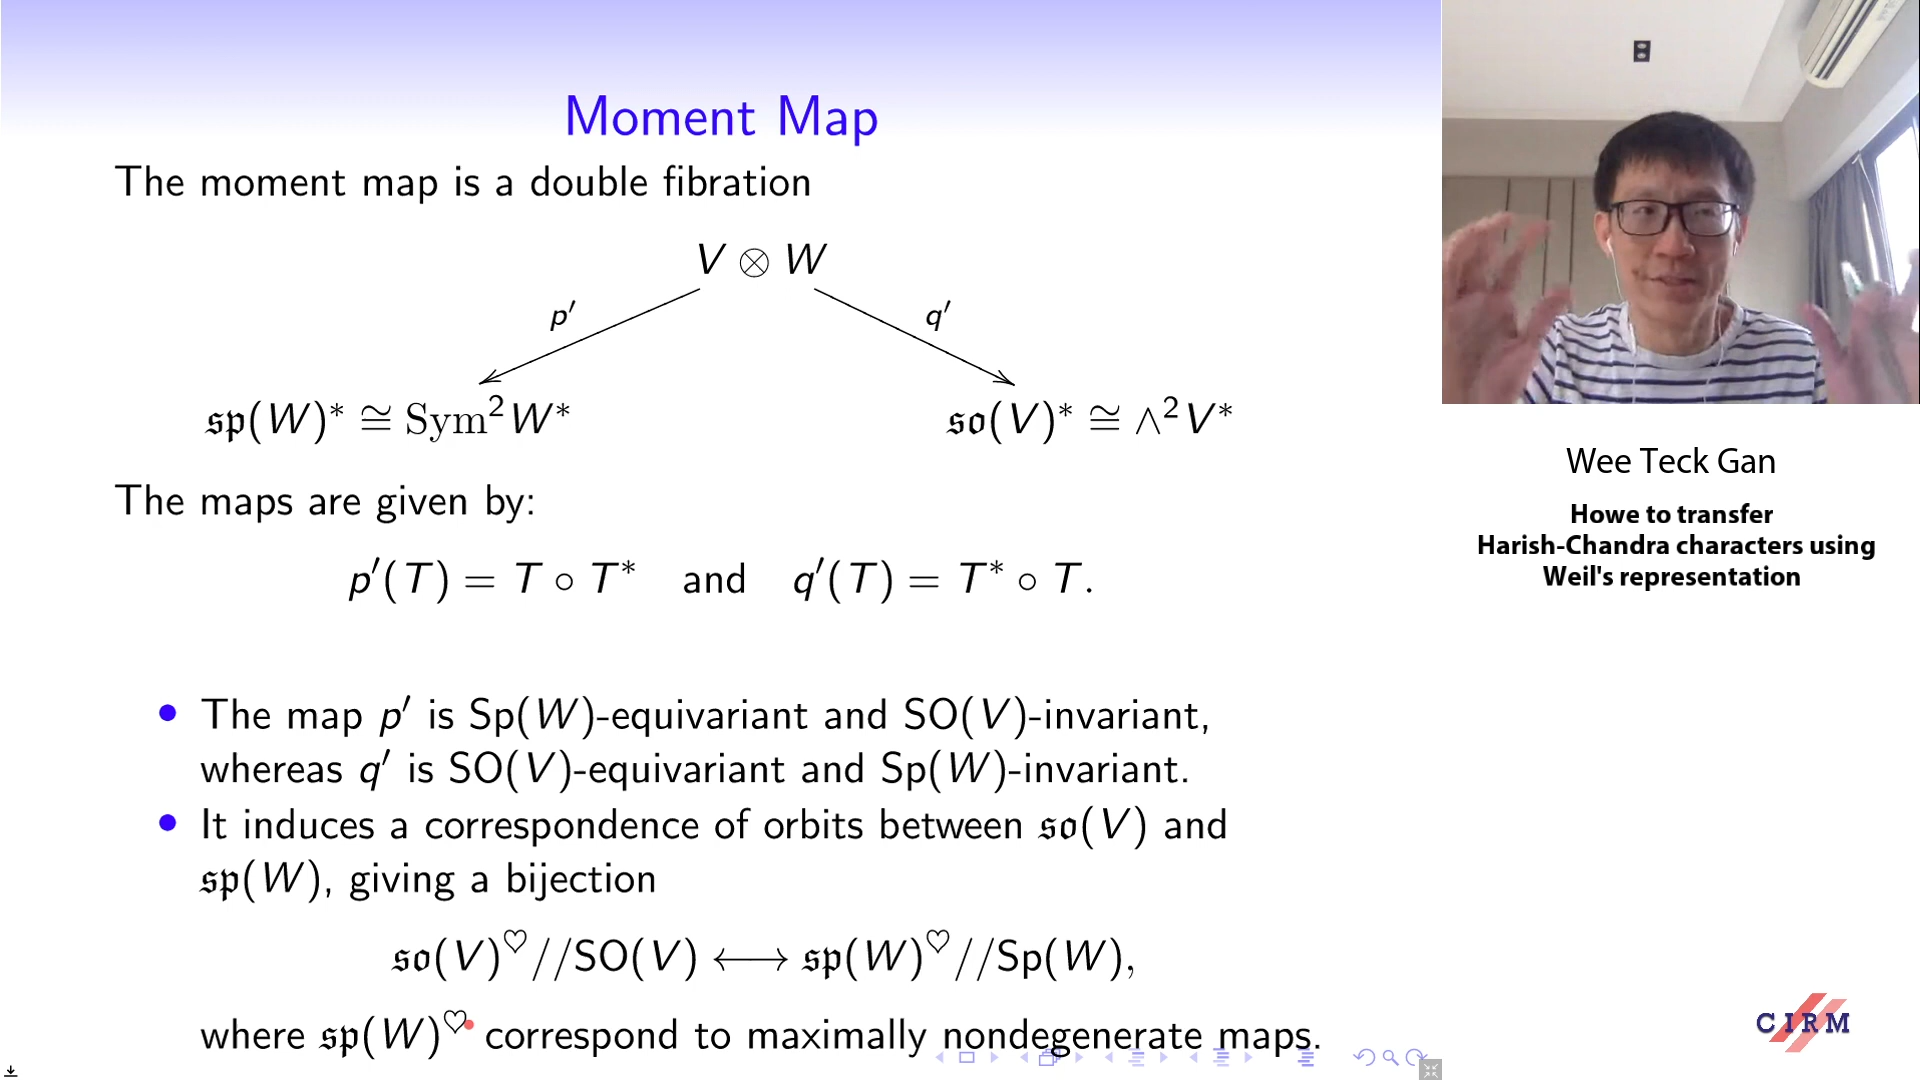 Moment Map
The moment map is a double fibration
V ⊗ W
p′ q′
𝔰𝔭(W)* ≅ Sym²W* 𝔰𝔬(V)* ≅ ∧²V*
The maps are given by:
p′(T) = T ∘ T* and q′(T) = T* ∘ T.
• The map p′ is Sp(W)-equivariant and SO(V)-invariant,
whereas q′ is SO(V)-equivariant and Sp(W)-invariant.
• It induces a correspondence of orbits between 𝔰𝔬(V) and
𝔰𝔭(W), giving a bijection
𝔰𝔬(V)^♡//SO(V) ⟷ 𝔰𝔭(W)^♡//Sp(W),
where 𝔰𝔭(W)^♡ correspond to maximally nondegenerate maps.
Wee Teck Gan
Howe to transfer
Harish-Chandra characters using
Weil's representation
CIRM